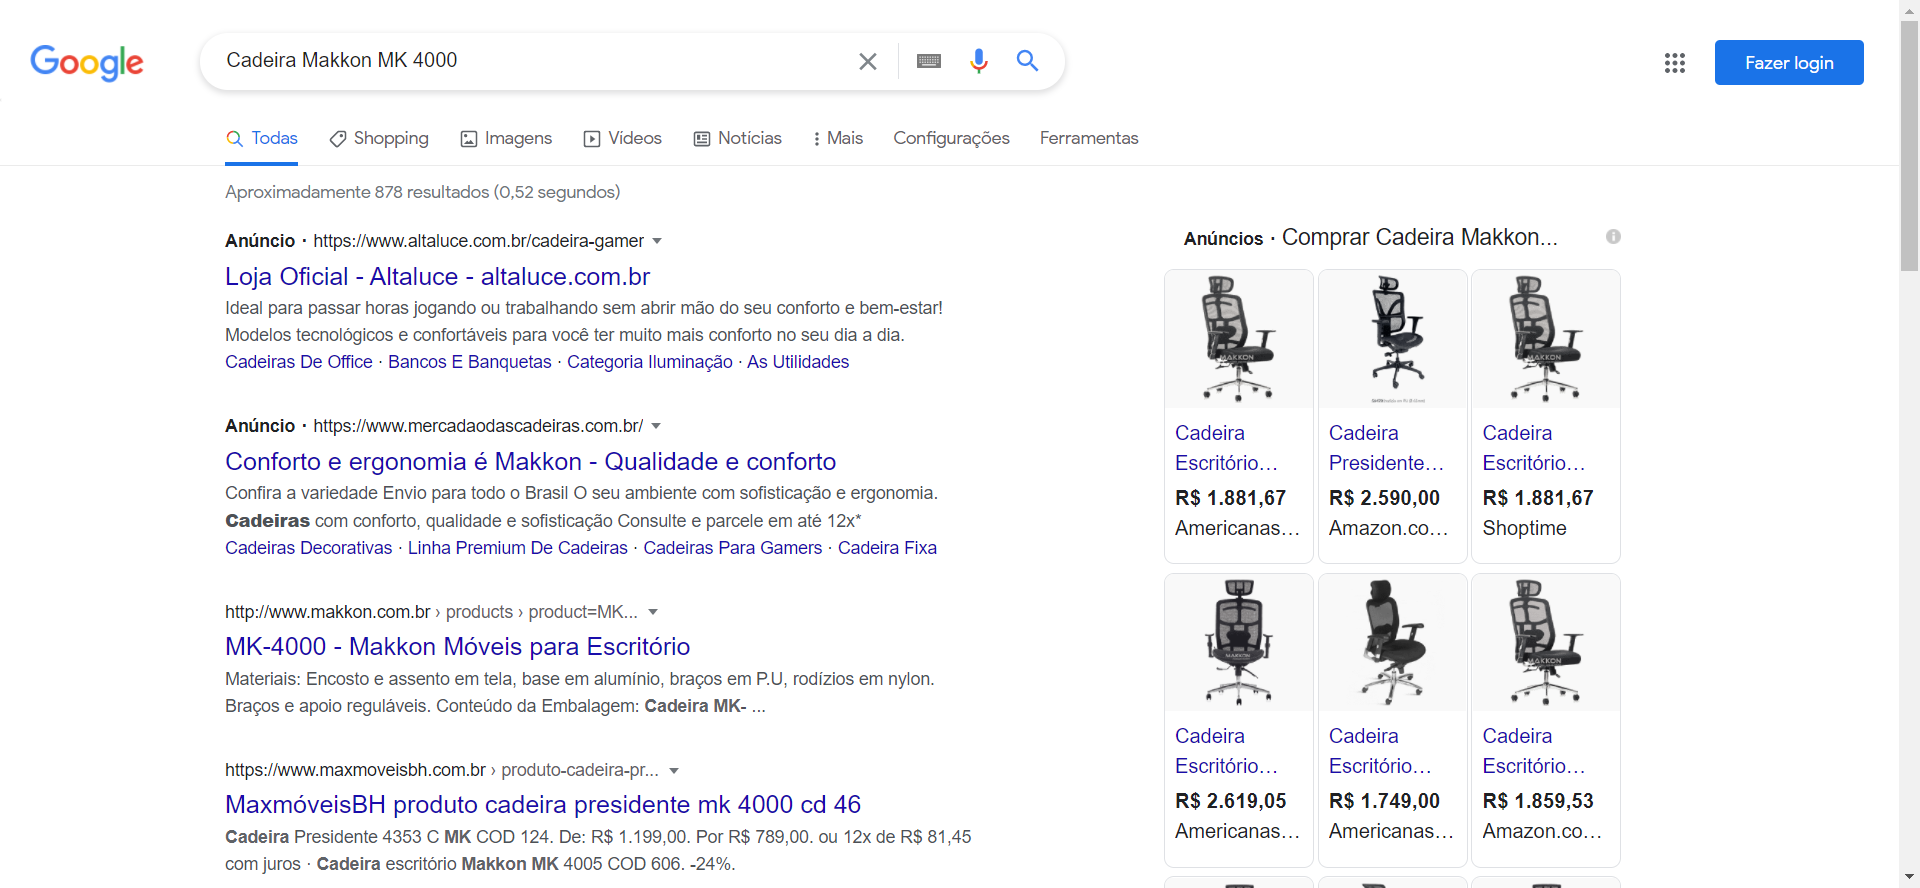 Google
Cadeira Makkon MK 4000
Fazer login
Todas
Shopping
Imagens
Vídeos
Notícias
Mais
Configurações
Ferramentas
Aproximadamente 878 resultados (0,52 segundos)
Anúncio · https://www.altaluce.com.br/cadeira-gamer
Loja Oficial - Altaluce - altaluce.com.br
Ideal para passar horas jogando ou trabalhando sem abrir mão do seu conforto e bem-estar!
Modelos tecnológicos e confortáveis para você ter muito mais conforto no seu dia a dia.
Cadeiras De Office · Bancos E Banquetas · Categoria Iluminação · As Utilidades
Anúncio · https://www.mercadaodascadeiras.com.br/
Conforto e ergonomia é Makkon - Qualidade e conforto
Confira a variedade Envio para todo o Brasil O seu ambiente com sofisticação e ergonomia.
Cadeiras com conforto, qualidade e sofisticação Consulte e parcele em até 12x*
Cadeiras Decorativas · Linha Premium De Cadeiras · Cadeiras Para Gamers · Cadeira Fixa
http://www.makkon.com.br › products › product=MK...
MK-4000 - Makkon Móveis para Escritório
Materiais: Encosto e assento em tela, base em alumínio, braços em P.U, rodízios em nylon.
Braços e apoio reguláveis. Conteúdo da Embalagem: Cadeira MK- ...
https://www.maxmoveisbh.com.br › produto-cadeira-pr...
MaxmóveisBH produto cadeira presidente mk 4000 cd 46
Cadeira Presidente 4353 C MK COD 124. De: R$ 1.199,00. Por R$ 789,00. ou 12x de R$ 81,45
com juros · Cadeira escritório Makkon MK 4005 COD 606. -24%.
Anúncios · Comprar Cadeira Makkon...
MAKKON
MAKKON
Cadeira
Escritório...
R$ 1.881,67
Americanas...
Cadeira
Presidente...
R$ 2.590,00
Amazon.co...
Cadeira
Escritório...
R$ 1.881,67
Shoptime
MAKKON
MAKKON
Cadeira
Escritório...
R$ 2.619,05
Americanas...
Cadeira
Escritório...
R$ 1.749,00
Americanas...
Cadeira
Escritório...
R$ 1.859,53
Amazon.co...